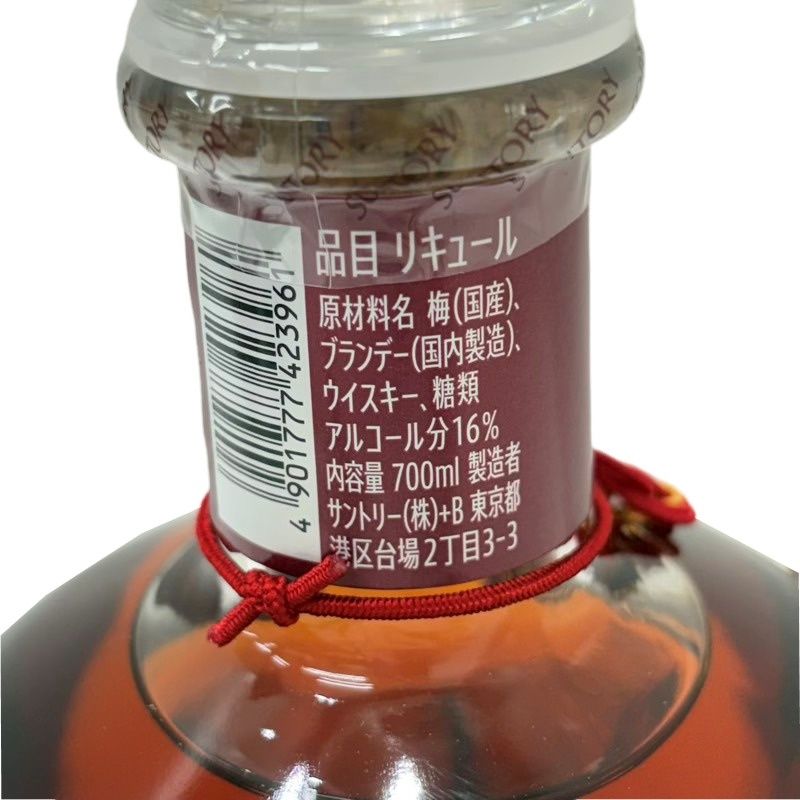 SUNTORY
品目 リキュール
原材料名 梅(国産)、
ブランデー(国内製造)、
ウイスキー、糖類
アルコール分16%
内容量 700ml 製造者
サントリー(株)+B 東京都
港区台場2丁目3-3
4 901777 423961